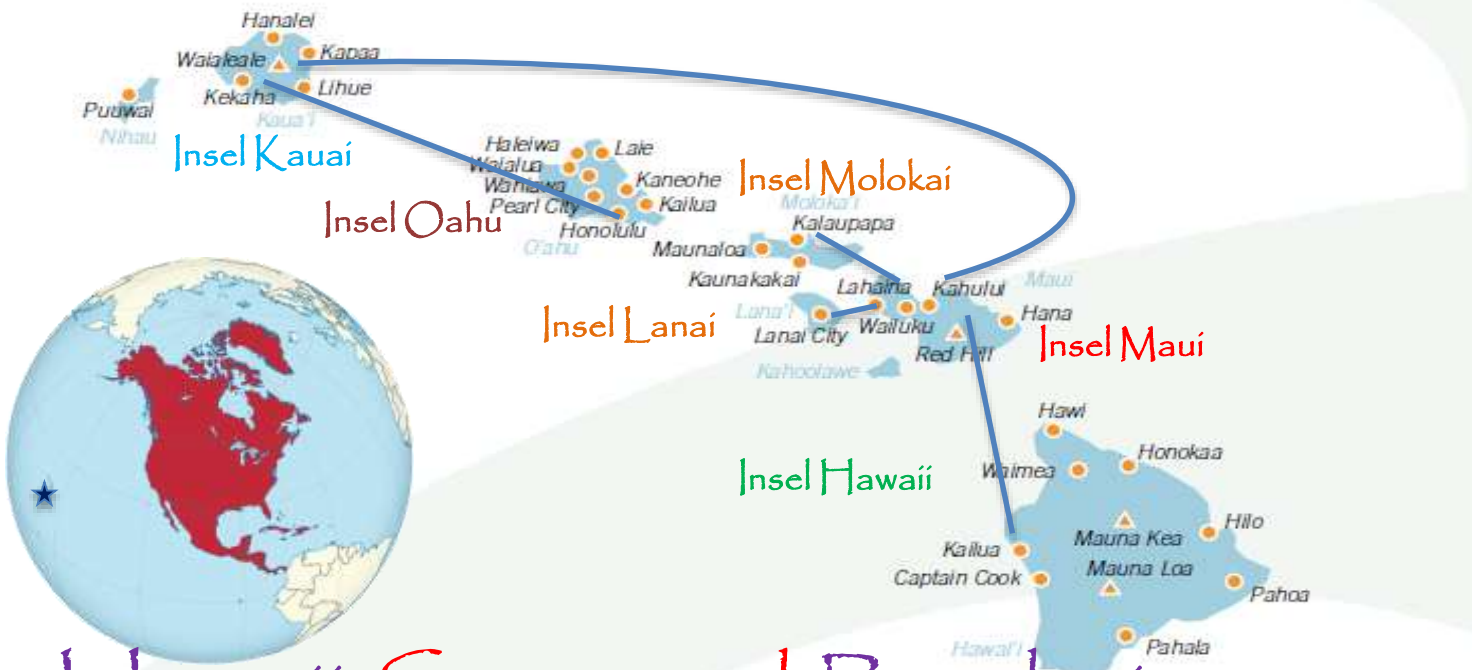 Hanalei
Kapaa
Waialeale
Lihue
Kekaha
Puuwai
Kaua'i
Nihau
Insel Kauai
Haleiwa
Laie
Waialua
Wahiawa
Kaneohe
Pearl City
Kailua
Honolulu
Insel Oahu
O'ahu
Insel Molokai
Moloka'i
Kalaupapa
Maunaloa
Kaunakakai
Lahaina
Kahului
Maui
Lana'i
Hana
Insel Lanai
Lanai City
Wailuku
Red Hill
Insel Maui
Kahoolawe
Hawi
Honokaa
Waimea
Insel Hawaii
Hilo
Mauna Kea
Kailua
Mauna Loa
Captain Cook
Pahoa
Pahala
Hawai'i